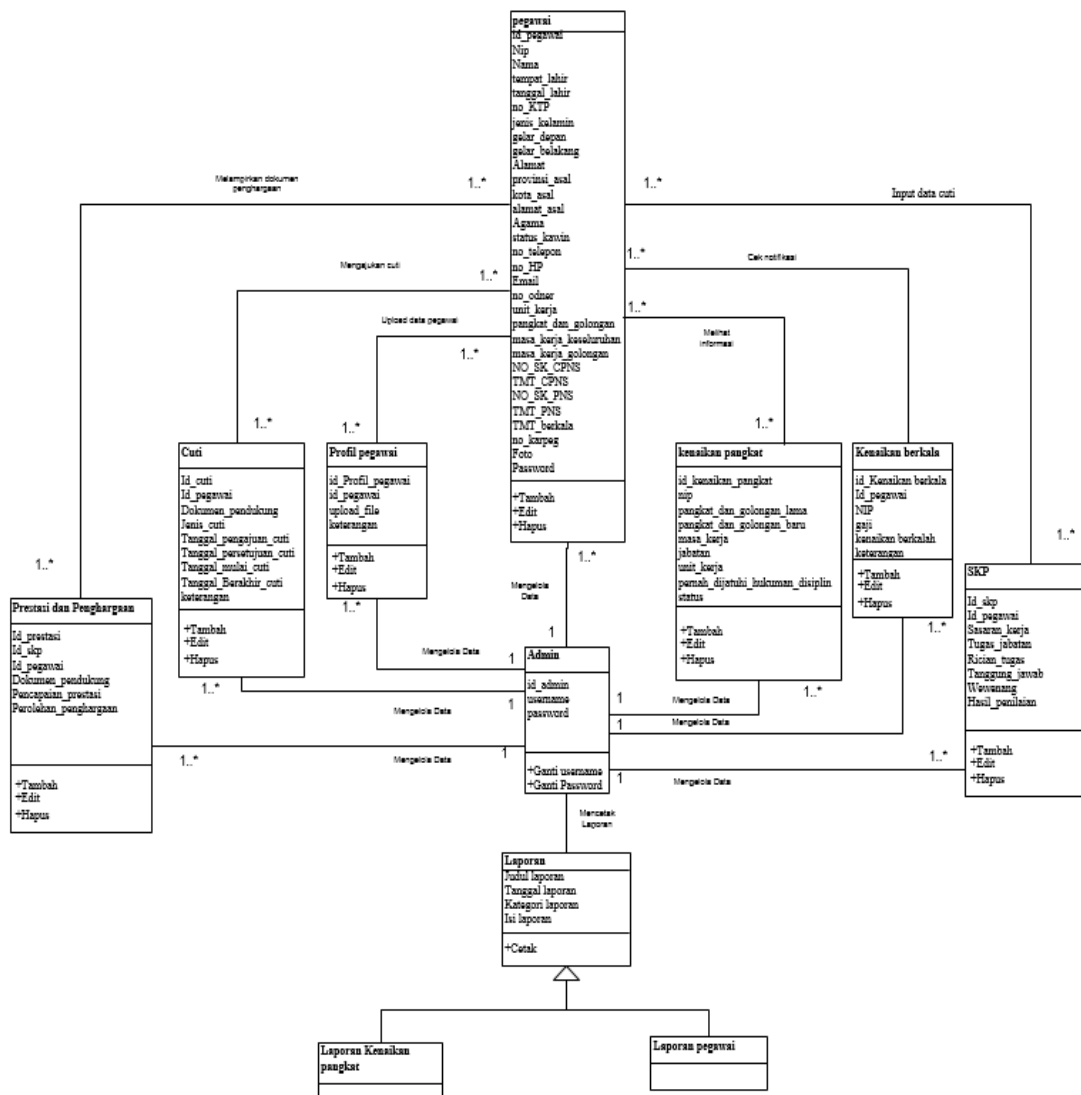 pegawai
Id_pegawai
Nip
Nama
tempat_lahir
tanggal_lahir
no_KTP
jenis_kelamin
gelar_depan
gelar_belakang
Alamat
provinsi_asal
kota_asal
alamat_asal
Agama
status_kawin
no_telepon
no_HP
Email
no_odner
unit_kerja
pangkat_dan_golongan
masa_kerja_keseluruhan
masa_kerja_golongan
NO_SK_CPNS
TMT_CPNS
NO_SK_PNS
TMT_PNS
TMT_berkala
no_karpeg
Foto
Password
+Tambah
+Edit
+Hapus
Melampirkan dokumen
penghargaan
1..*
1..*
Input data cuti
Mengajukan cuti
1..*
1..*
Cek notifikasi
Upload data pegawai
1..*
1..*
Melihat
informasi
1..*
1..*
1..*
1..*
1..*
1..*
Cuti
Id_cuti
Id_pegawai
Dokumen_pendukung
Jenis_cuti
Tanggal_pengajuan_cuti
Tanggal_persetujuan_cuti
Tanggal_mulai_cuti
Tanggal_Berakhir_cuti
keterangan
+Tambah
+Edit
+Hapus
Profil pegawai
id_Profil_pegawai
id_pegawai
upload_file
keterangan
+Tambah
+Edit
+Hapus
kenaikan pangkat
id_kenaikan_pangkat
nip
pangkat_dan_golongan lama
pangkat_dan_golongan baru
masa_kerja
jabatan
unit_kerja
pernah_dijatuhi_hukuman_disiplin
status
+Tambah
+Edit
+Hapus
Kenaikan berkala
id_Kenaikan berkala
Id_pegawai
NIP
gaji
kenaikan berkalah
keterangan
+Tambah
+Edit
+Hapus
Prestasi dan Penghargaan
Id_prestasi
Id_skp
Id_pegawai
Dokumen_pendukung
Pencapaian_prestasi
Perolehan_penghargaan
+Tambah
+Edit
+Hapus
SKP
Id_skp
Id_pegawai
Sasaran_kerja
Tugas_jabatan
Rician_tugas
Tanggung_jawab
Wewenang
Hasil_penilaian
+Tambah
+Edit
+Hapus
1..*
Mengelola
Data
1
1..*
Mengelola Data
1
1..*
Mengelola Data
1
1..*
Mengelola Data
1
1
Mengelola Data
1..*
1
Mengelola Data
1..*
1
Mengelola Data
1..*
Admin
id_admin
username
password
+Ganti username
+Ganti Password
Mencetak
Laporan
Laporan
Judul laporan
Tanggal laporan
Kategori laporan
Isi laporan
+Cetak
Laporan Kenaikan
pangkat
Laporan pegawai